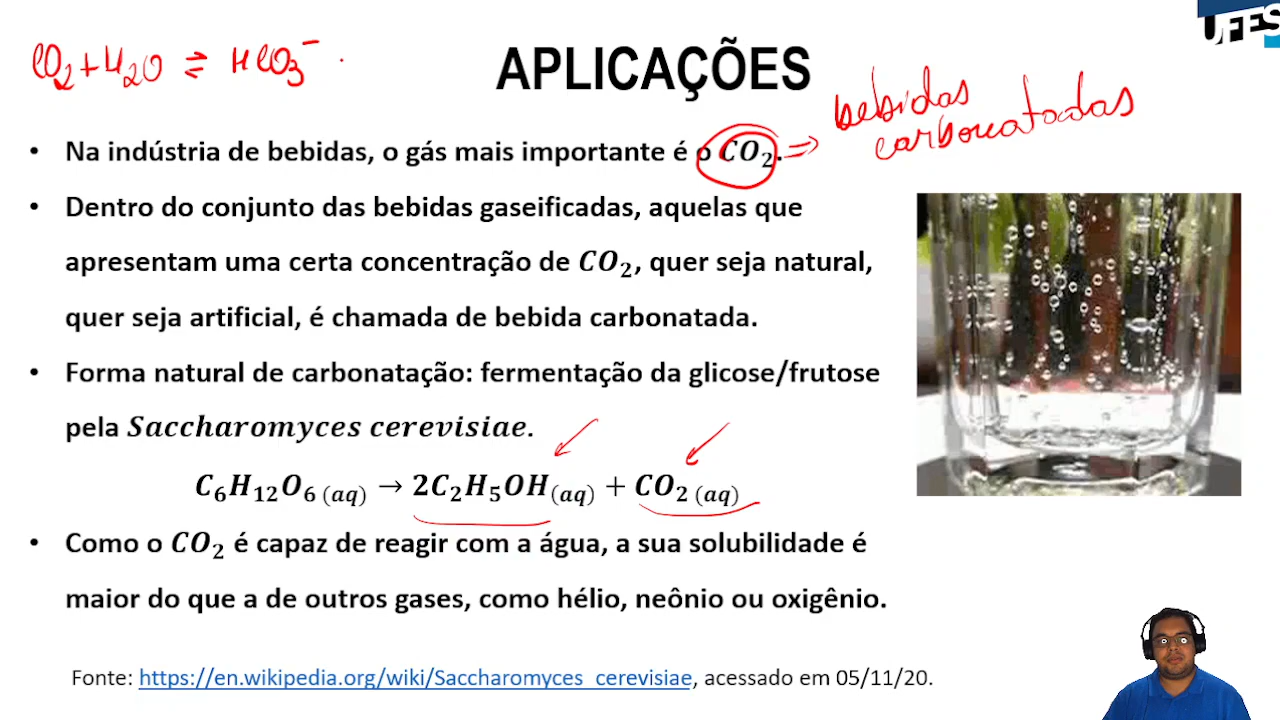 UFES
CO₂ + H₂O ⇌ HCO₃⁻
APLICAÇÕES
bebidas
carbonatadas
• Na indústria de bebidas, o gás mais importante é o CO₂. ⇒
• Dentro do conjunto das bebidas gaseificadas, aquelas que
apresentam uma certa concentração de CO₂, quer seja natural,
quer seja artificial, é chamada de bebida carbonatada.
• Forma natural de carbonatação: fermentação da glicose/frutose
pela Saccharomyces cerevisiae.
C₆H₁₂O₆ (aq) → 2C₂H₅OH(aq) + CO₂ (aq)
• Como o CO₂ é capaz de reagir com a água, a sua solubilidade é
maior do que a de outros gases, como hélio, neônio ou oxigênio.
Fonte: https://en.wikipedia.org/wiki/Saccharomyces_cerevisiae, acessado em 05/11/20.